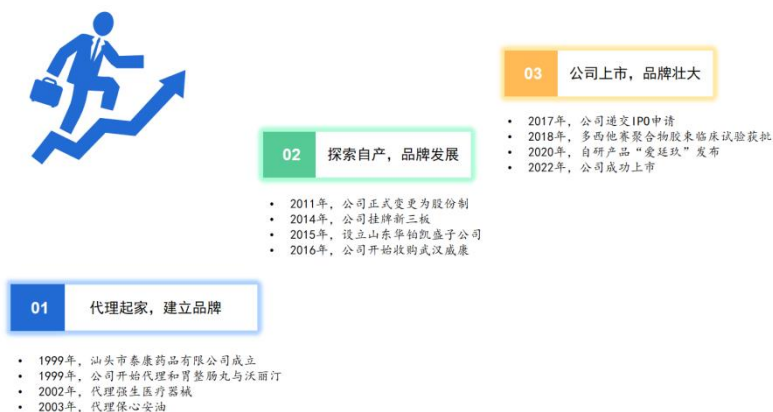 03 公司上市，品牌壮大
• 2017年，公司递交IPO申请
• 2018年，多西他赛聚合物胶束临床试验获批
• 2020年，自研产品“爱廷玖”发布
• 2022年，公司成功上市
02 探索自产，品牌发展
• 2011年，公司正式变更为股份制
• 2014年，公司挂牌新三板
• 2015年，设立山东华铂凯盛子公司
• 2016年，公司开始收购武汉威康
01 代理起家，建立品牌
• 1999年，汕头市泰康药品有限公司成立
• 1999年，公司开始代理和胃整肠丸与沃丽汀
• 2002年，代理强生医疗器械
• 2003年，代理保心安油